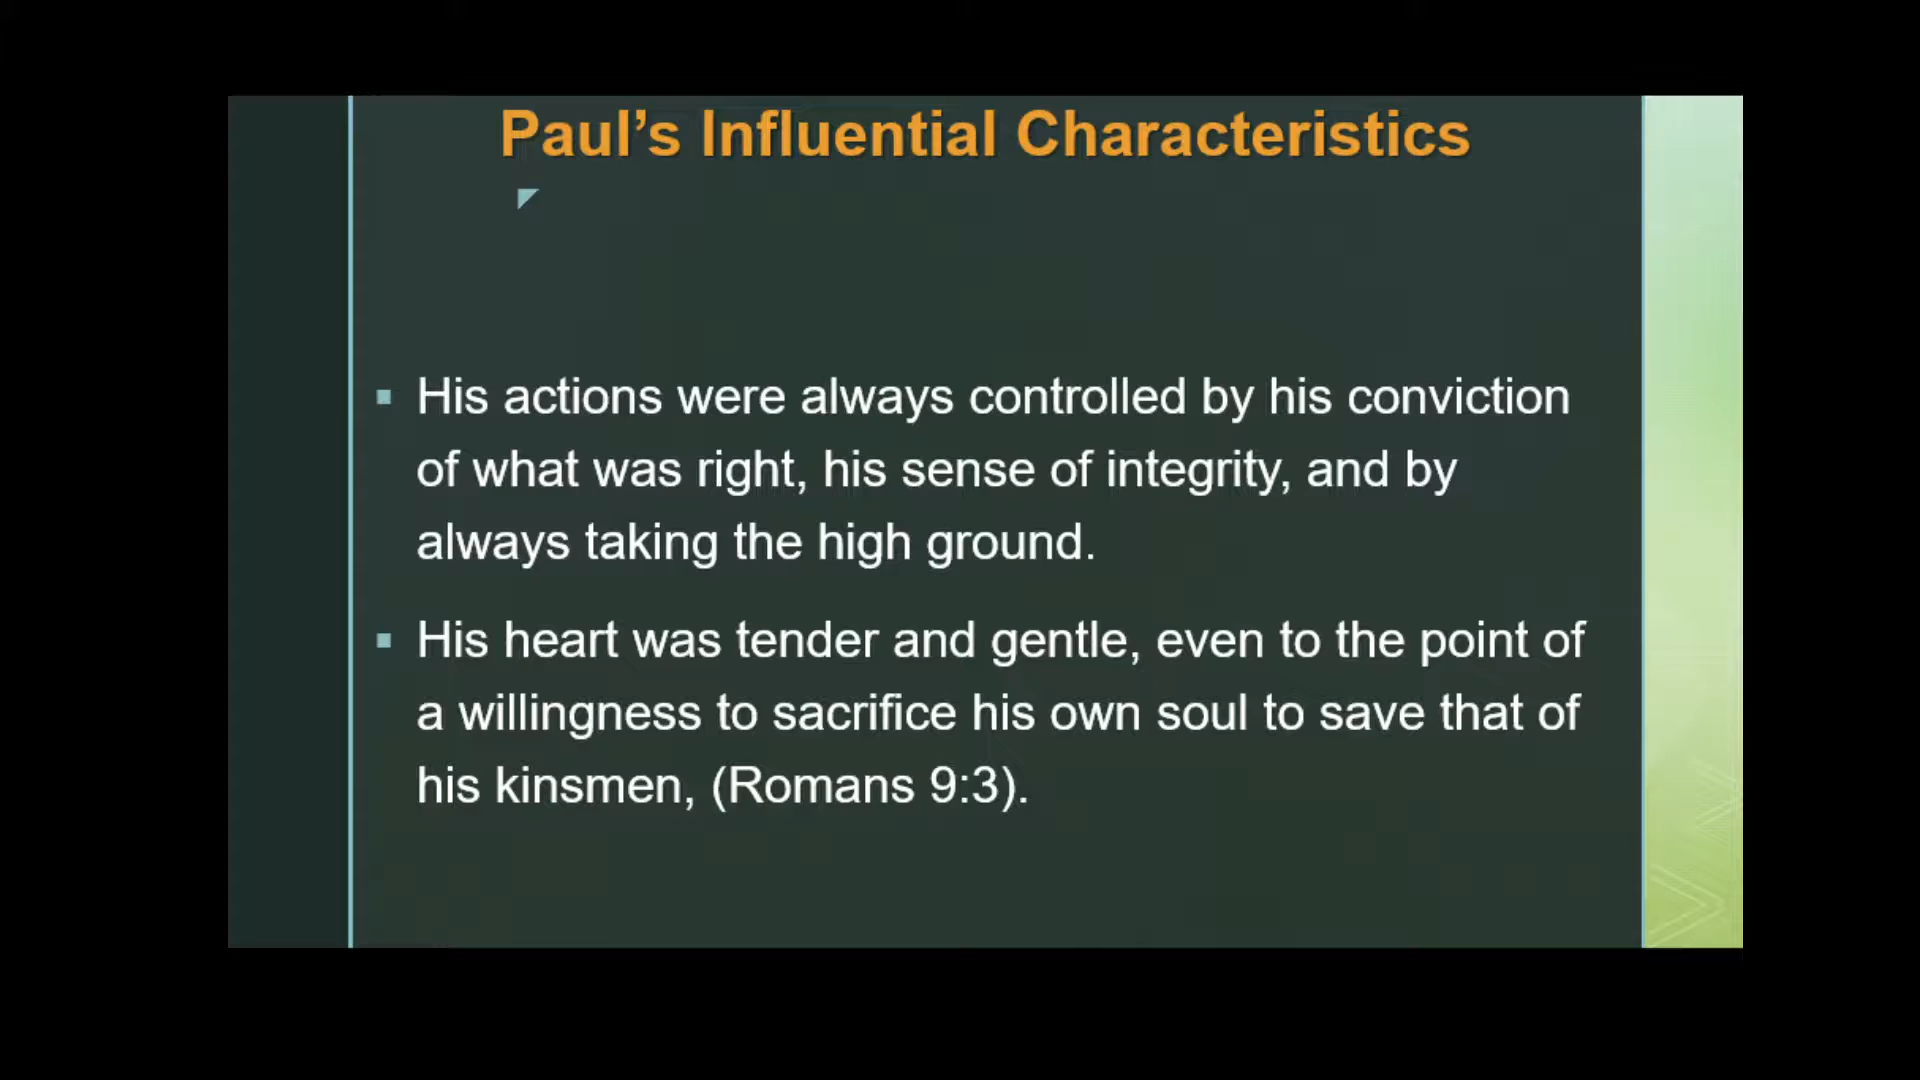 Paul’s Influential Characteristics
His actions were always controlled by his conviction
of what was right, his sense of integrity, and by
always taking the high ground.
His heart was tender and gentle, even to the point of
a willingness to sacrifice his own soul to save that of
his kinsmen, (Romans 9:3).